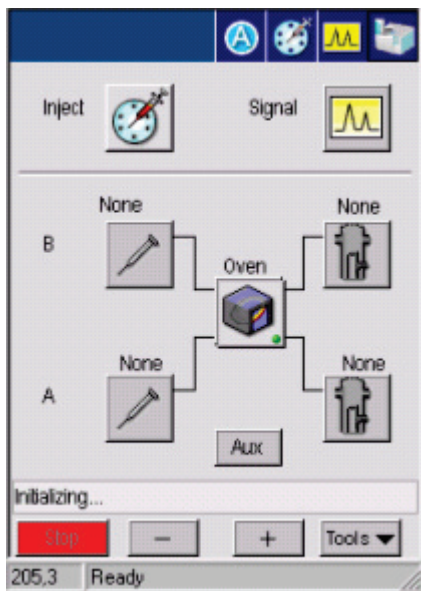 A
Inject Signal
None None
B
Oven
None None
A
Aux
Initializing...
Stop − + Tools
205,3 Ready